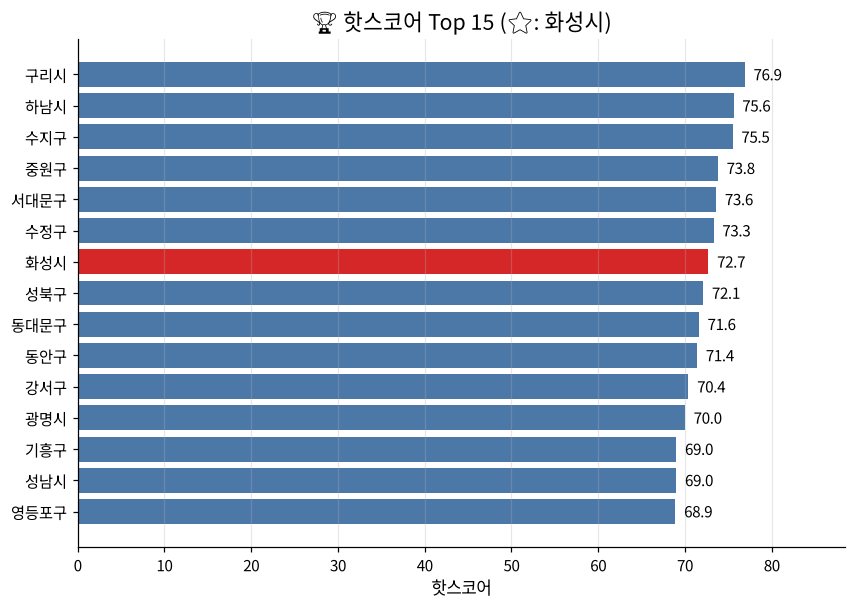 🏆 핫스코어 Top 15 (☆: 화성시)
구리시 76.9
하남시 75.6
수지구 75.5
중원구 73.8
서대문구 73.6
수정구 73.3
화성시 72.7
성북구 72.1
동대문구 71.6
동안구 71.4
강서구 70.4
광명시 70.0
기흥구 69.0
성남시 69.0
영등포구 68.9
0 10 20 30 40 50 60 70 80
핫스코어